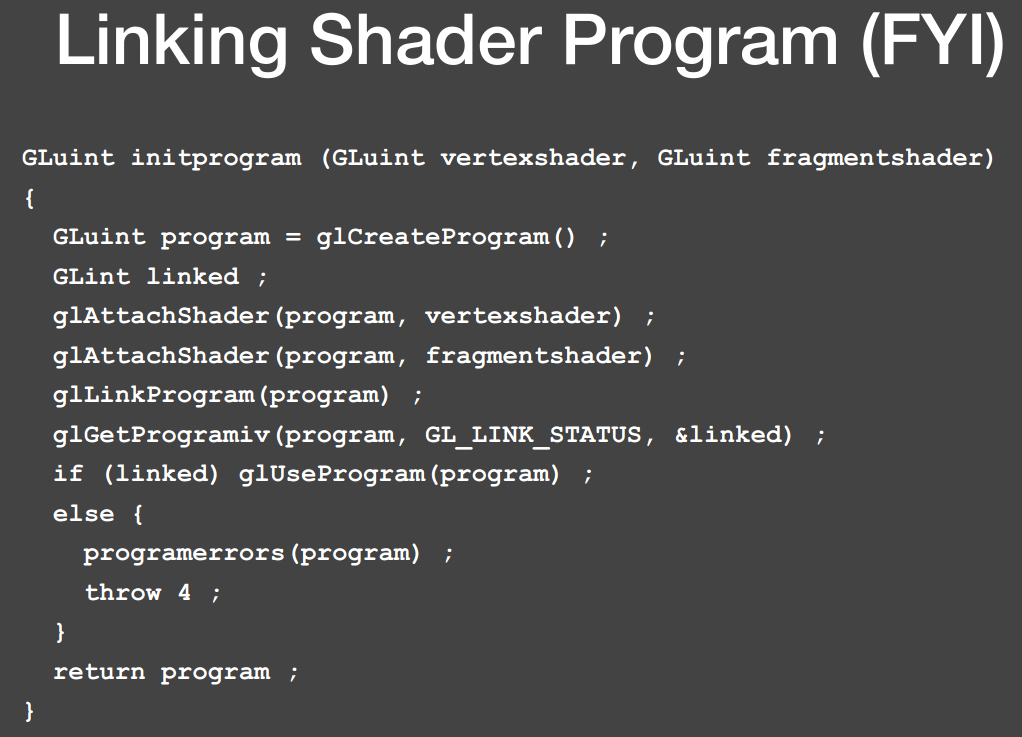 Linking Shader Program (FYI)
GLuint initprogram (GLuint vertexshader, GLuint fragmentshader)
{
  GLuint program = glCreateProgram() ;
  GLint linked ;
  glAttachShader(program, vertexshader) ;
  glAttachShader(program, fragmentshader) ;
  glLinkProgram(program) ;
  glGetProgramiv(program, GL_LINK_STATUS, &linked) ;
  if (linked) glUseProgram(program) ;
  else {
    programerrors(program) ;
    throw 4 ;
  }
  return program ;
}